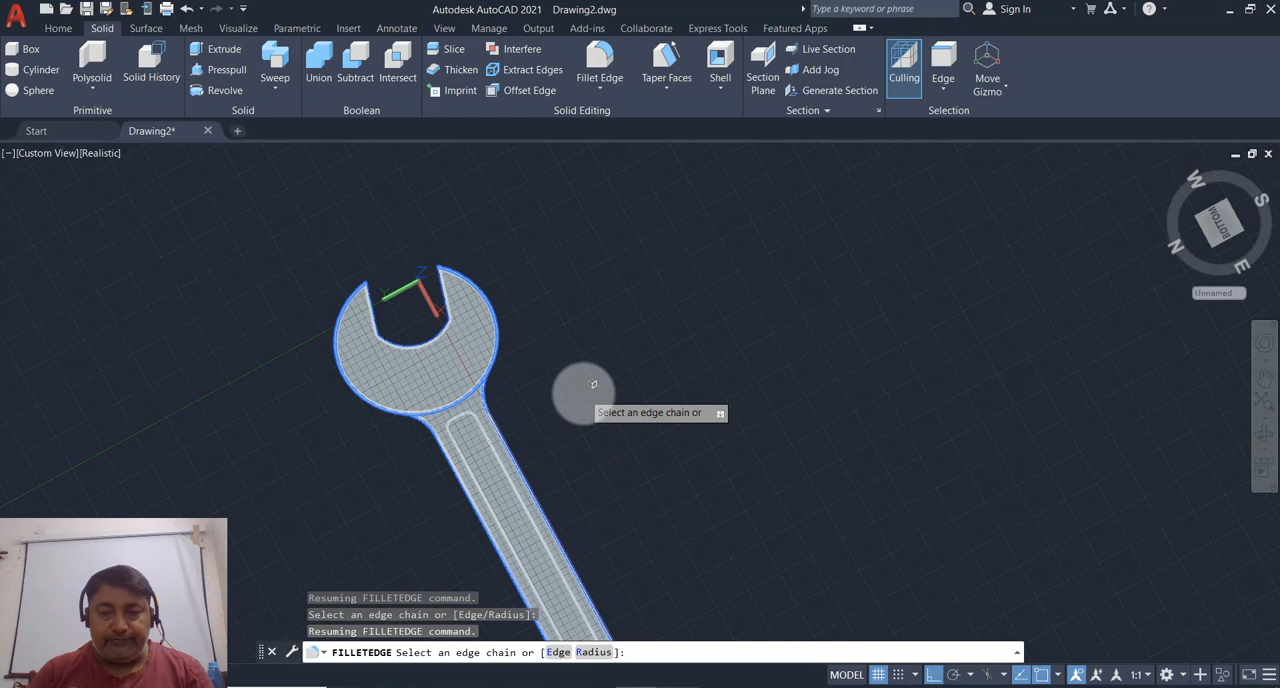 Autodesk AutoCAD 2021 Drawing2.dwg
Type a keyword or phrase
Sign In
Home Solid Surface Mesh Visualize Parametric Insert Annotate View Manage Output Add-ins Collaborate Express Tools Featured Apps
Box
Cylinder
Sphere
Polysolid
Solid History
Primitive
Extrude
Presspull
Revolve
Sweep
Solid
Union
Subtract
Intersect
Boolean
Slice
Thicken
Imprint
Interfere
Extract Edges
Offset Edge
Fillet Edge
Taper Faces
Shell
Solid Editing
Section
Plane
Live Section
Add Jog
Generate Section
Section
Culling
Edge
Move
Gizmo
Selection
Start
Drawing2*
[−][Custom View][Realistic]
W
S
BOTTOM
N
E
Unnamed
Z
Y
X
Select an edge chain or
Resuming FILLETEDGE command.
Select an edge chain or [Edge/Radius]:
Resuming FILLETEDGE command.
FILLETEDGE Select an edge chain or [Edge Radius]:
MODEL
1:1